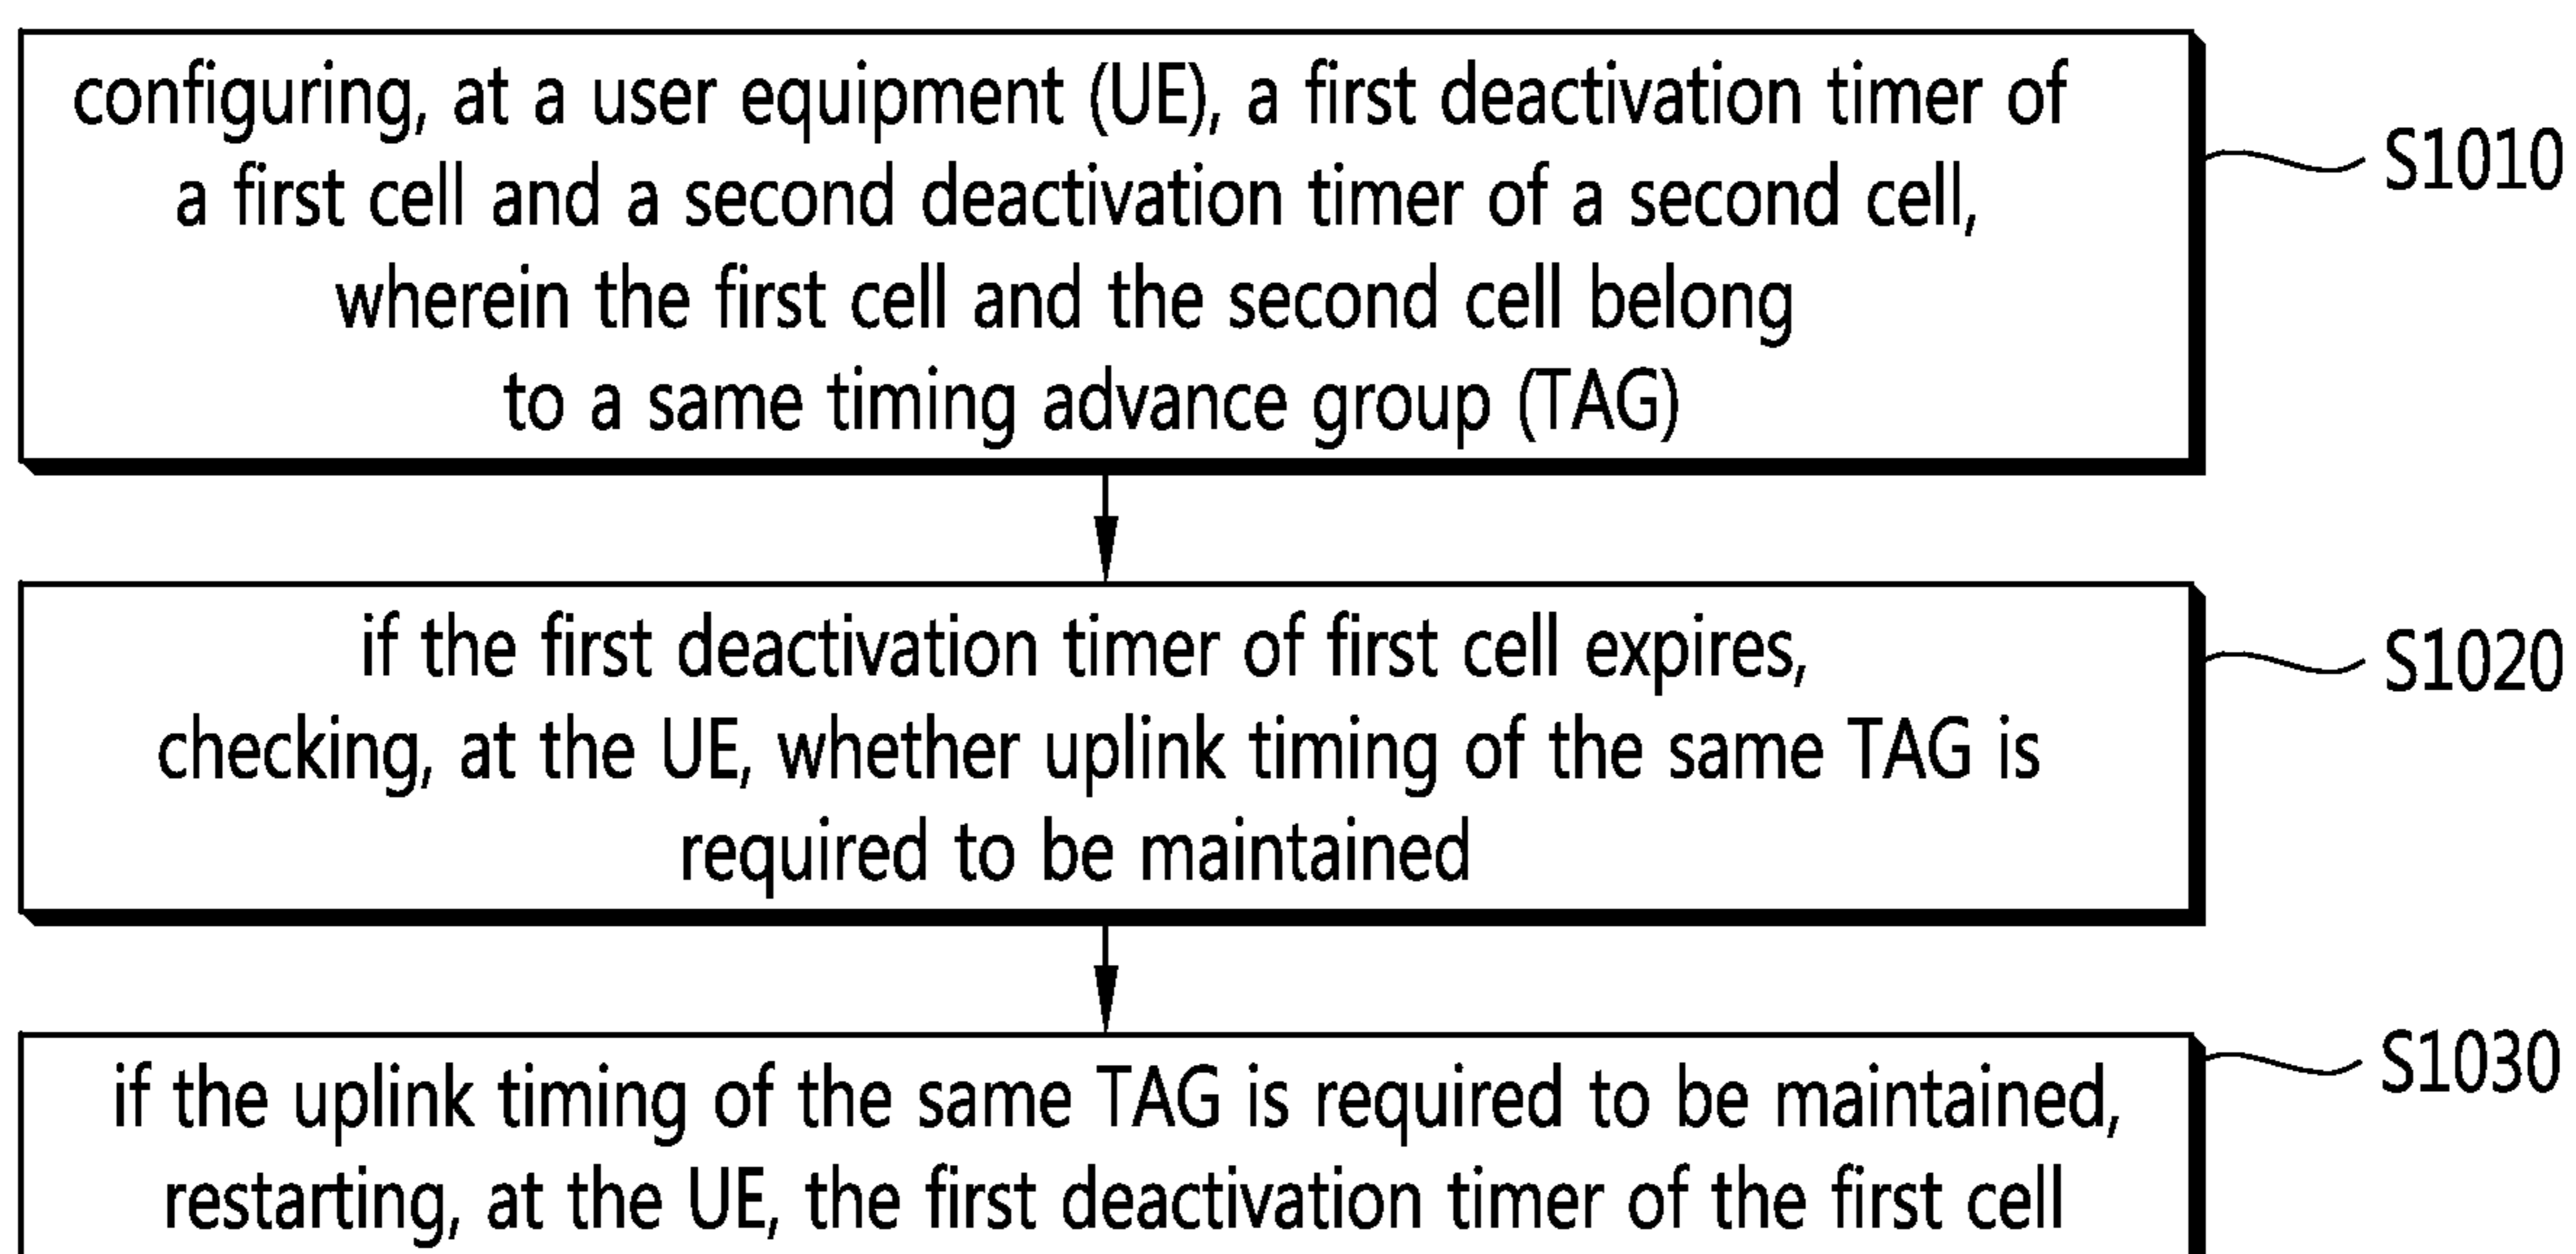 configuring, at a user equipment (UE), a first deactivation timer of
a first cell and a second deactivation timer of a second cell,
wherein the first cell and the second cell belong
to a same timing advance group (TAG)
S1010
if the first deactivation timer of first cell expires,
checking, at the UE, whether uplink timing of the same TAG is
required to be maintained
S1020
if the uplink timing of the same TAG is required to be maintained,
restarting, at the UE, the first deactivation timer of the first cell
S1030